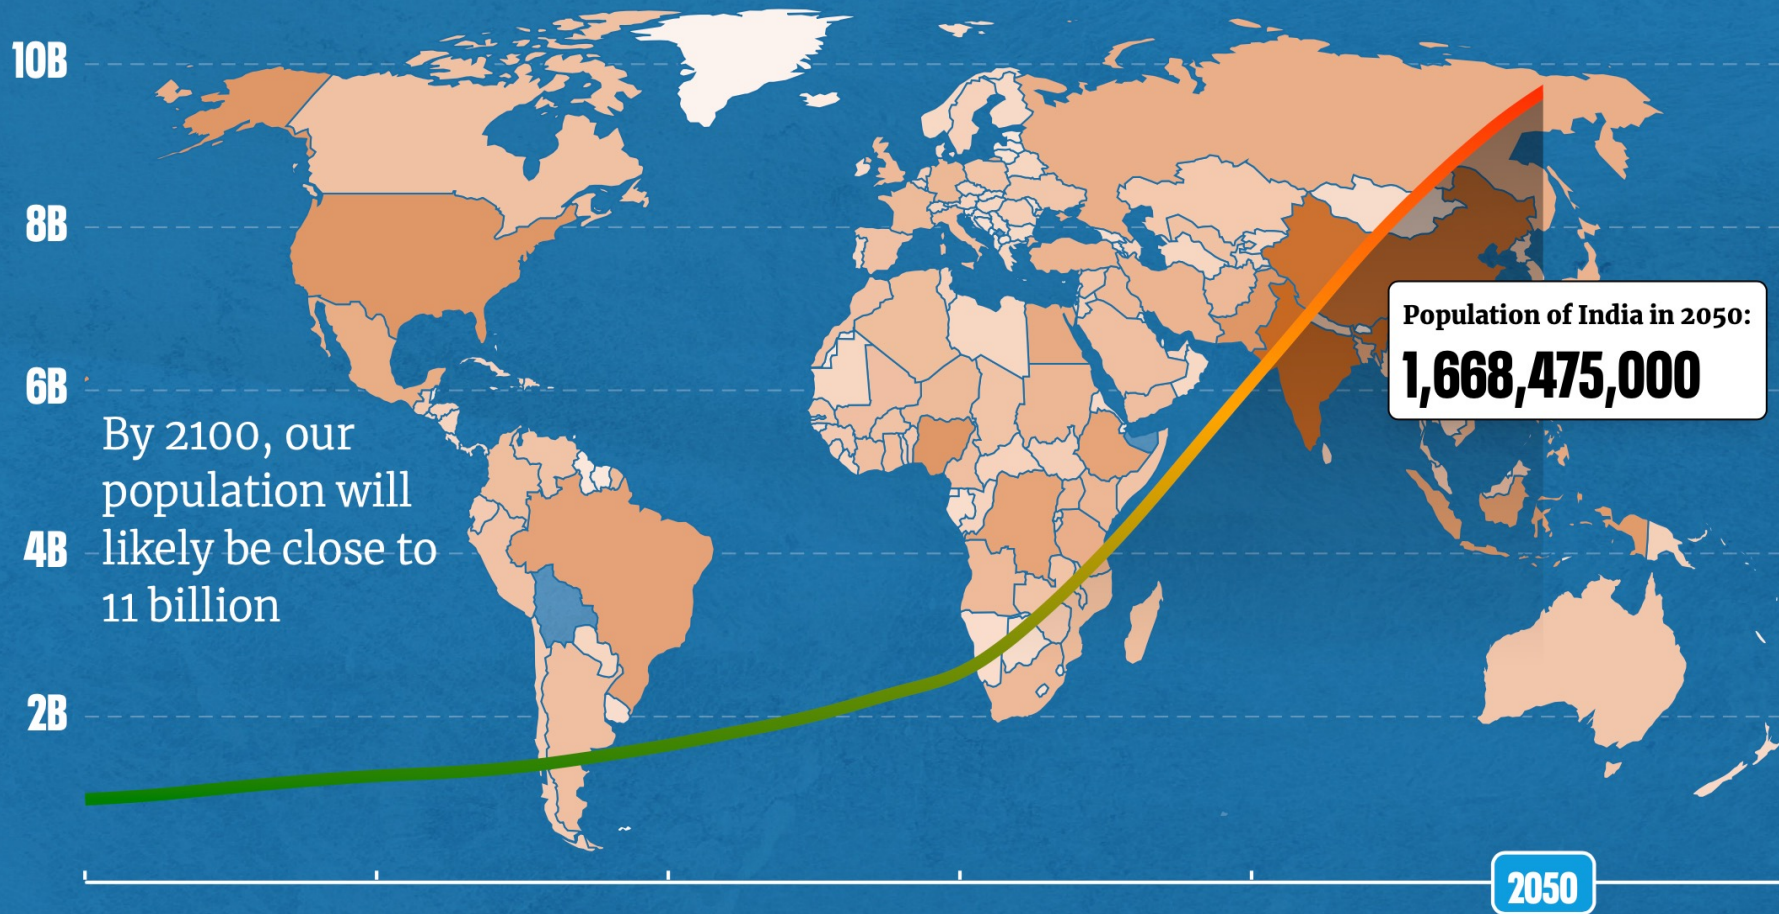 10B
8B
6B
4B
2B
By 2100, our
population will
likely be close to
11 billion
Population of India in 2050:
1,668,475,000
2050